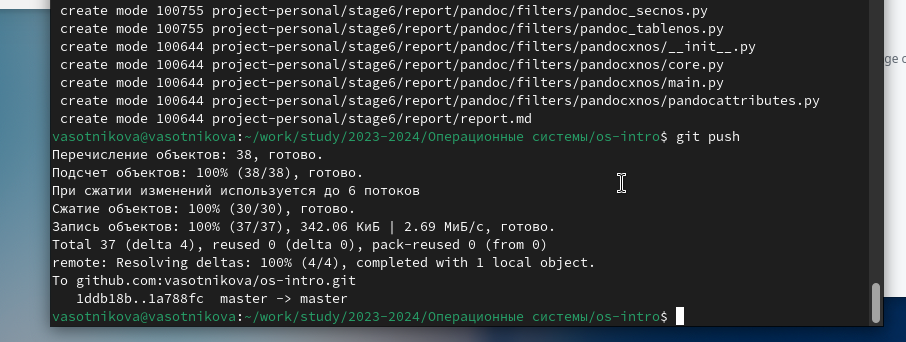 create mode 100755 project-personal/stage6/report/pandoc/filters/pandoc_secnos.py
create mode 100755 project-personal/stage6/report/pandoc/filters/pandoc_tablenos.py
create mode 100644 project-personal/stage6/report/pandoc/filters/pandocxnos/__init__.py
create mode 100644 project-personal/stage6/report/pandoc/filters/pandocxnos/core.py
create mode 100644 project-personal/stage6/report/pandoc/filters/pandocxnos/main.py
create mode 100644 project-personal/stage6/report/pandoc/filters/pandocxnos/pandocattributes.py
create mode 100644 project-personal/stage6/report/report.md
vasotnikova@vasotnikova:~/work/study/2023-2024/Операционные системы/os-intro$ git push
Перечисление объектов: 38, готово.
Подсчет объектов: 100% (38/38), готово.
При сжатии изменений используется до 6 потоков
Сжатие объектов: 100% (30/30), готово.
Запись объектов: 100% (37/37), 342.06 КиБ | 2.69 МиБ/с, готово.
Total 37 (delta 4), reused 0 (delta 0), pack-reused 0 (from 0)
remote: Resolving deltas: 100% (4/4), completed with 1 local object.
To github.com:vasotnikova/os-intro.git
1ddb18b..1a788fc  master -> master
vasotnikova@vasotnikova:~/work/study/2023-2024/Операционные системы/os-intro$